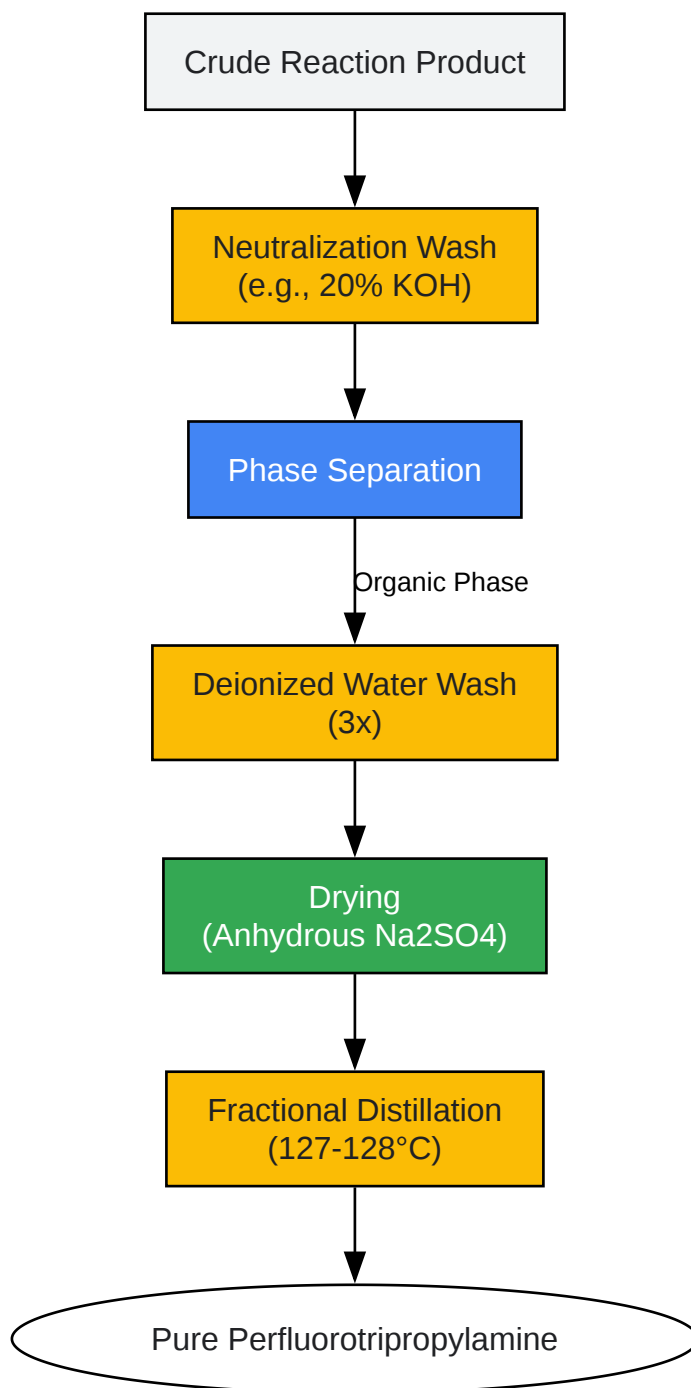 Crude Reaction Product
Neutralization Wash
(e.g., 20% KOH)
Phase Separation
Organic Phase
Deionized Water Wash
(3x)
Drying
(Anhydrous Na2SO4)
Fractional Distillation
(127-128°C)
Pure Perfluorotripropylamine